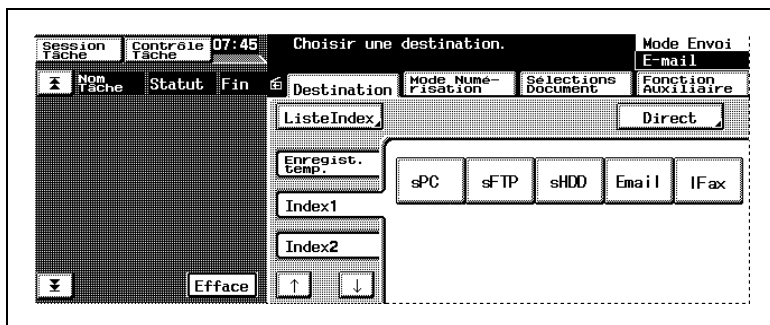 Session Tâche
Contrôle Tâche
07:45
Choisir une destination.
Mode Envoi
E-mail
Nom Tâche
Statut
Fin
Destination
Mode Numé-
risation
Sélections
Document
Fonction
Auxiliaire
ListeIndex
Direct
Enregist.
temp.
sPC
sFTP
sHDD
Email
IFax
Index1
Index2
Efface
↑
↓